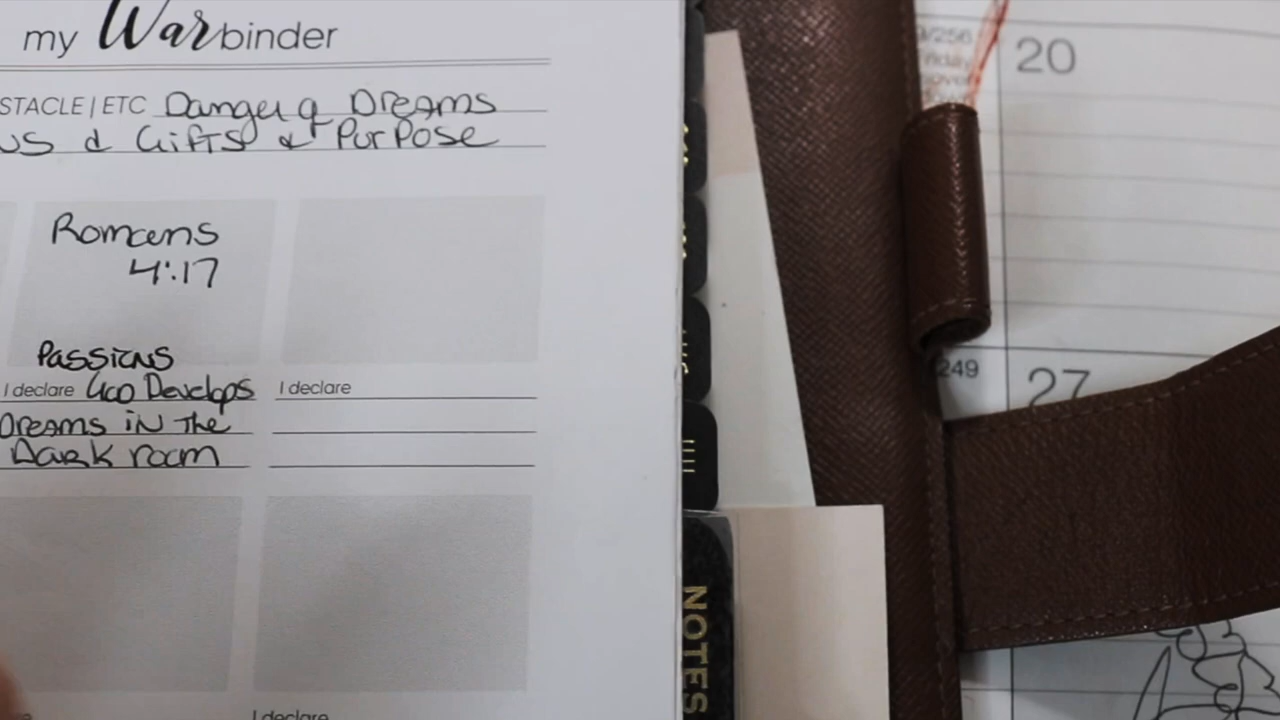 my Warbinder
STACLE | ETC Danger of Dreams
us & Gifts & Purpose
Romans
4:17
Passions
I declare God Develops
Dreams in the
Dark room
I declare
I declare
NOTES
20
249
27